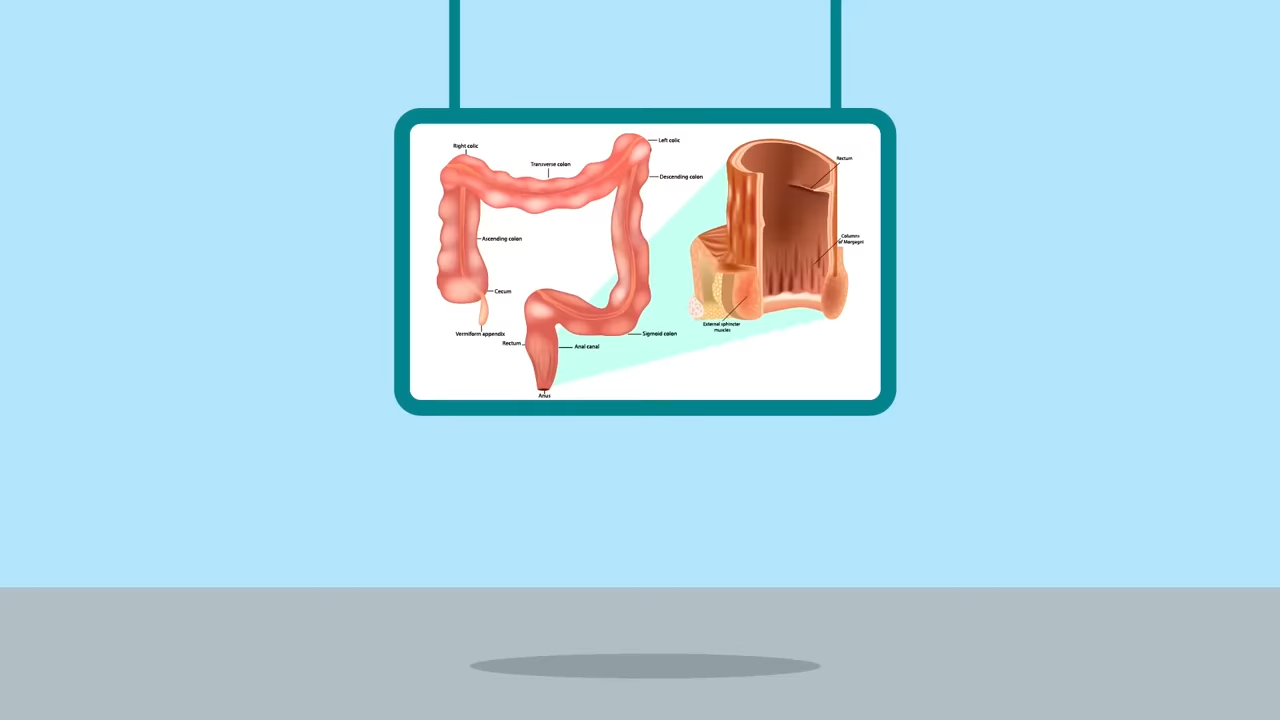 Right colic
Transverse colon
Left colic
Descending colon
Ascending colon
Cecum
Vermiform appendix
Rectum
Anal canal
Sigmoid colon
Anus
Rectum
Columns
of Morgagni
External sphincter
muscles